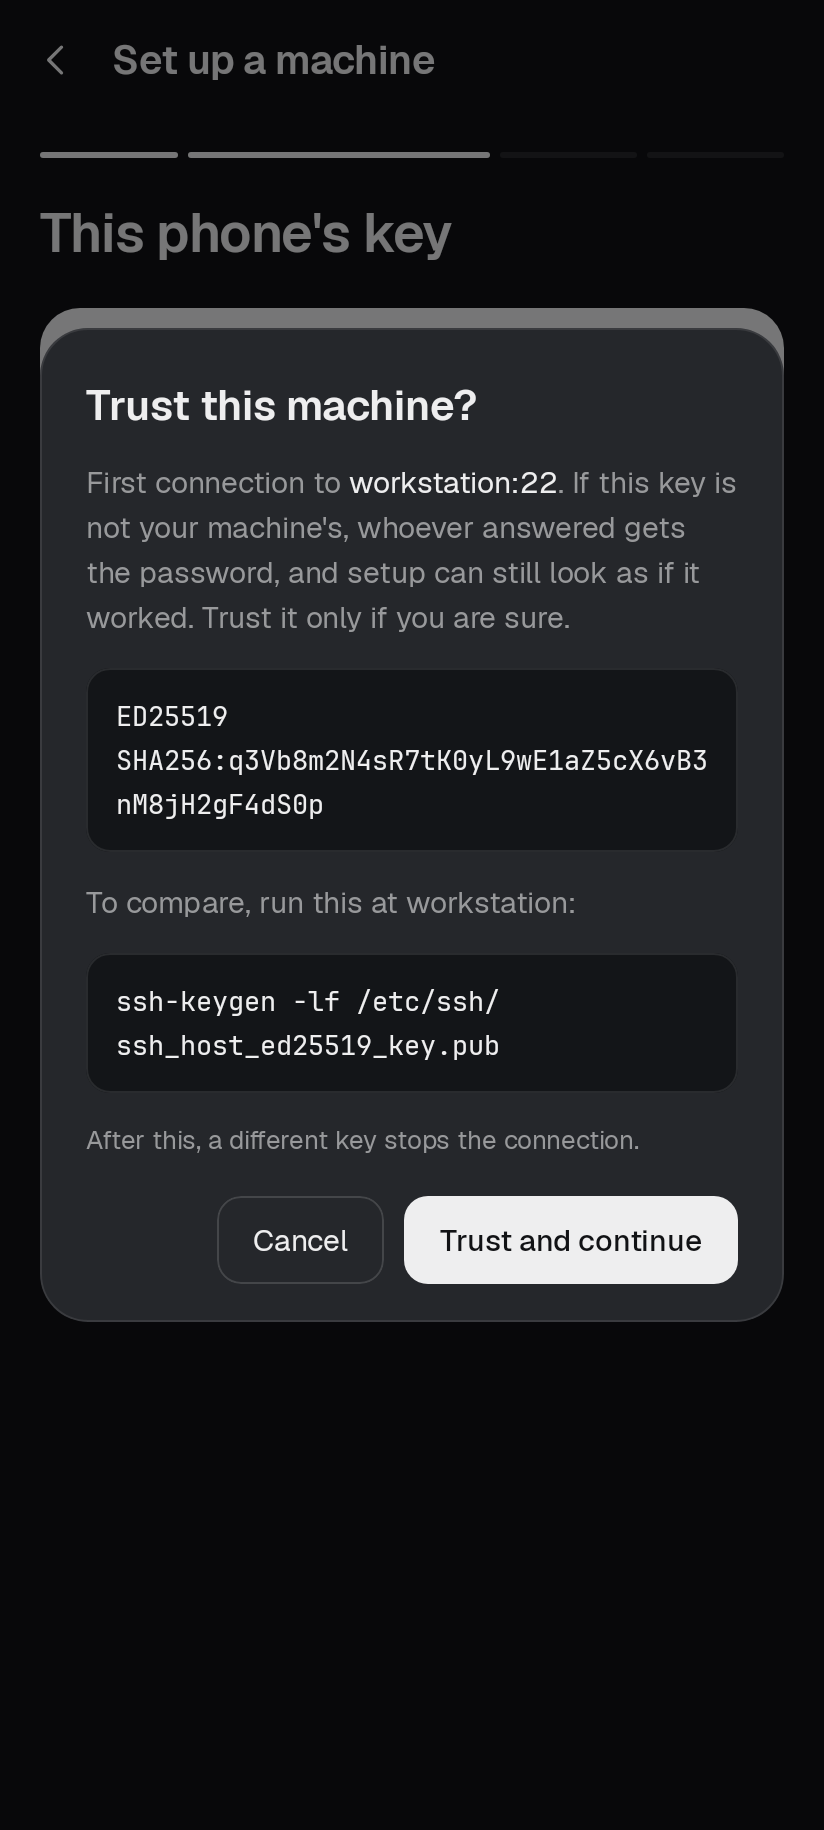 Set up a machine
This phone's key
Trust this machine?
First connection to workstation:22. If this key is
not your machine's, whoever answered gets
the password, and setup can still look as if it
worked. Trust it only if you are sure.
ED25519
SHA256:q3Vb8m2N4sR7tK0yL9wE1aZ5cX6vB3
nM8jH2gF4dS0p
To compare, run this at workstation:
ssh-keygen -lf /etc/ssh/
ssh_host_ed25519_key.pub
After this, a different key stops the connection.
Cancel
Trust and continue